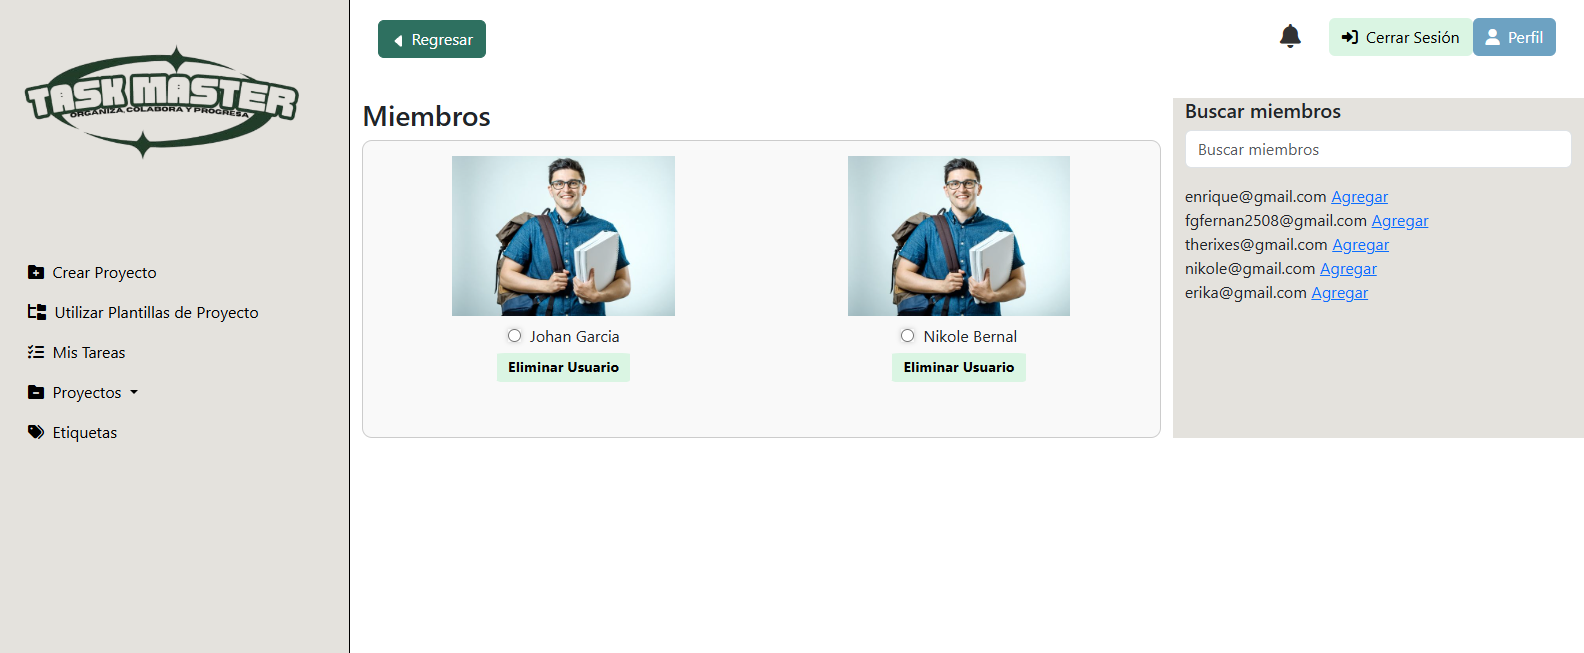 TASK MASTER
ORGANIZA, COLABORA Y PROGRESA
Crear Proyecto
Utilizar Plantillas de Proyecto
Mis Tareas
Proyectos
Etiquetas
Regresar
Cerrar Sesión
Perfil
Miembros
Johan Garcia
Eliminar Usuario
Nikole Bernal
Eliminar Usuario
Buscar miembros
Buscar miembros
enrique@gmail.com Agregar
fgfernan2508@gmail.com Agregar
therixes@gmail.com Agregar
nikole@gmail.com Agregar
erika@gmail.com Agregar